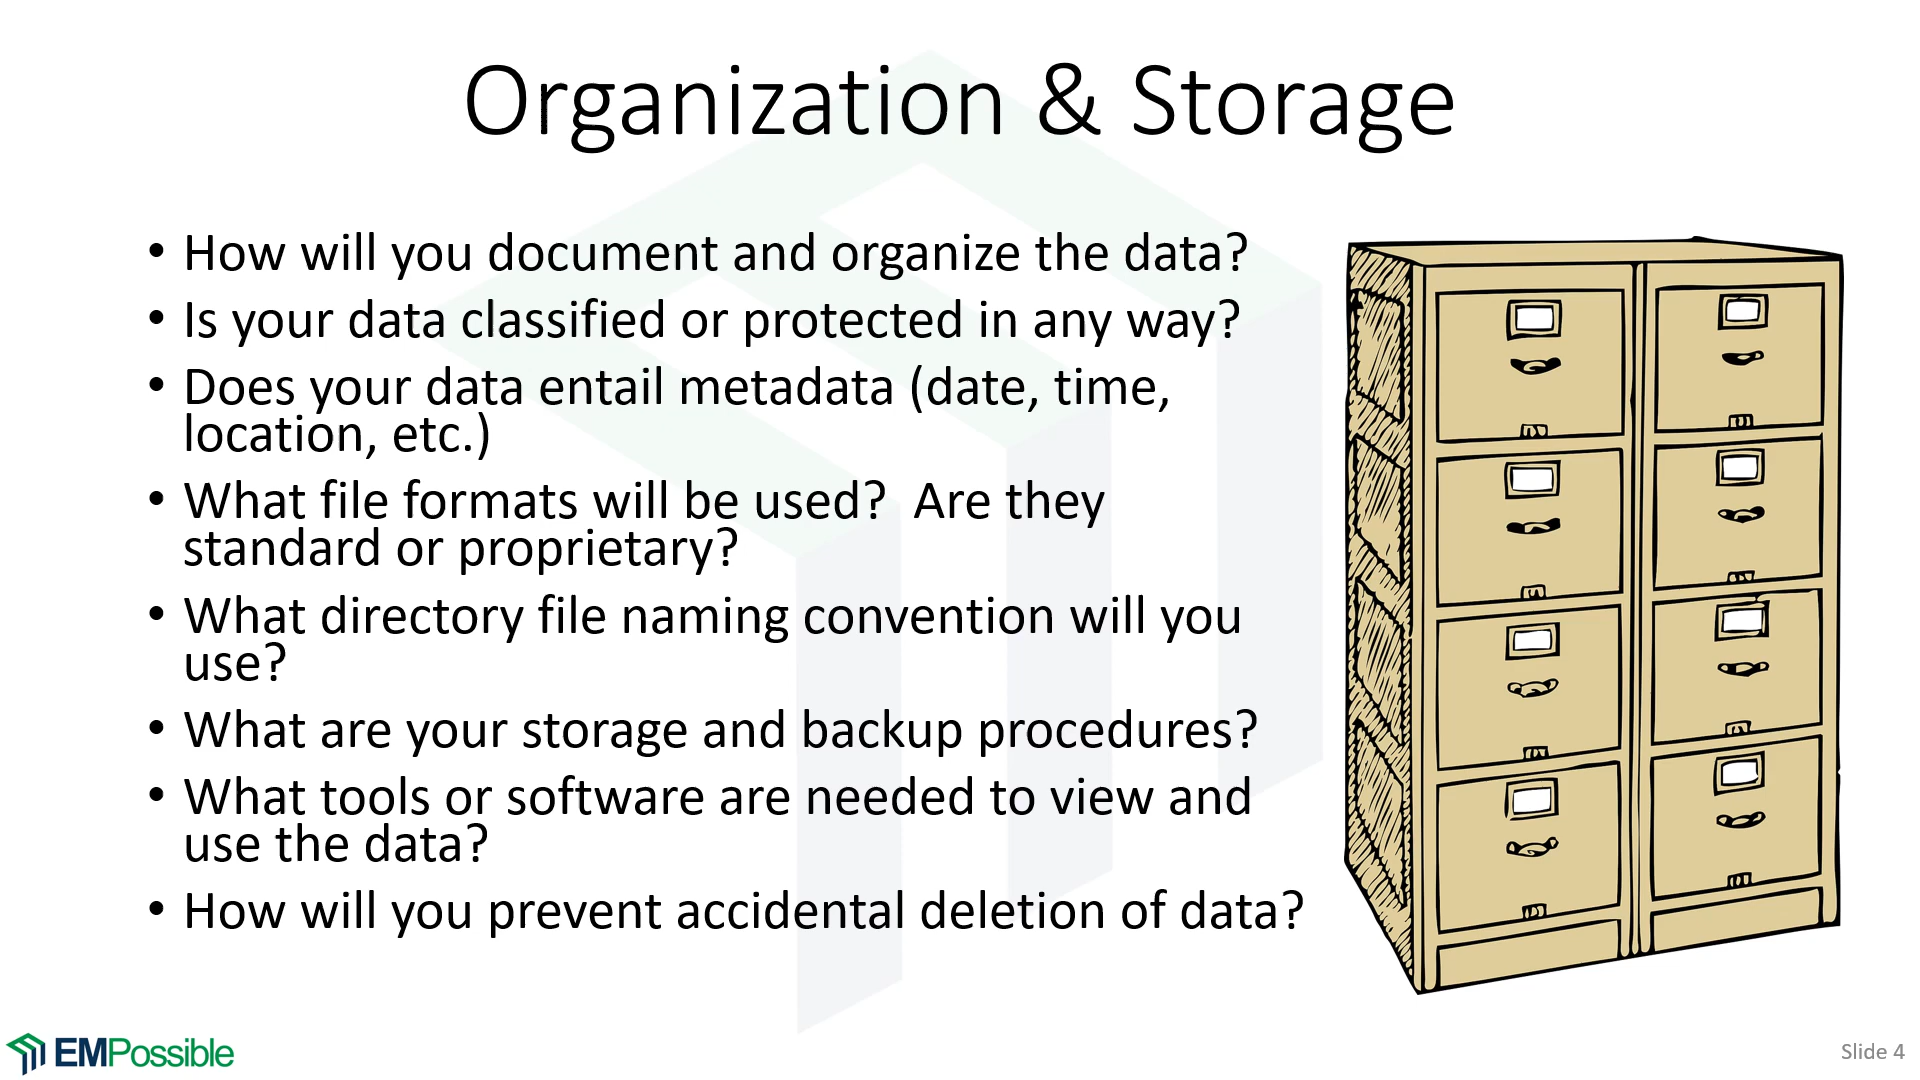 Organization & Storage
• How will you document and organize the data?
• Is your data classified or protected in any way?
• Does your data entail metadata (date, time,
location, etc.)
• What file formats will be used?  Are they
standard or proprietary?
• What directory file naming convention will you
use?
• What are your storage and backup procedures?
• What tools or software are needed to view and
use the data?
• How will you prevent accidental deletion of data?
EMPossible
Slide 4